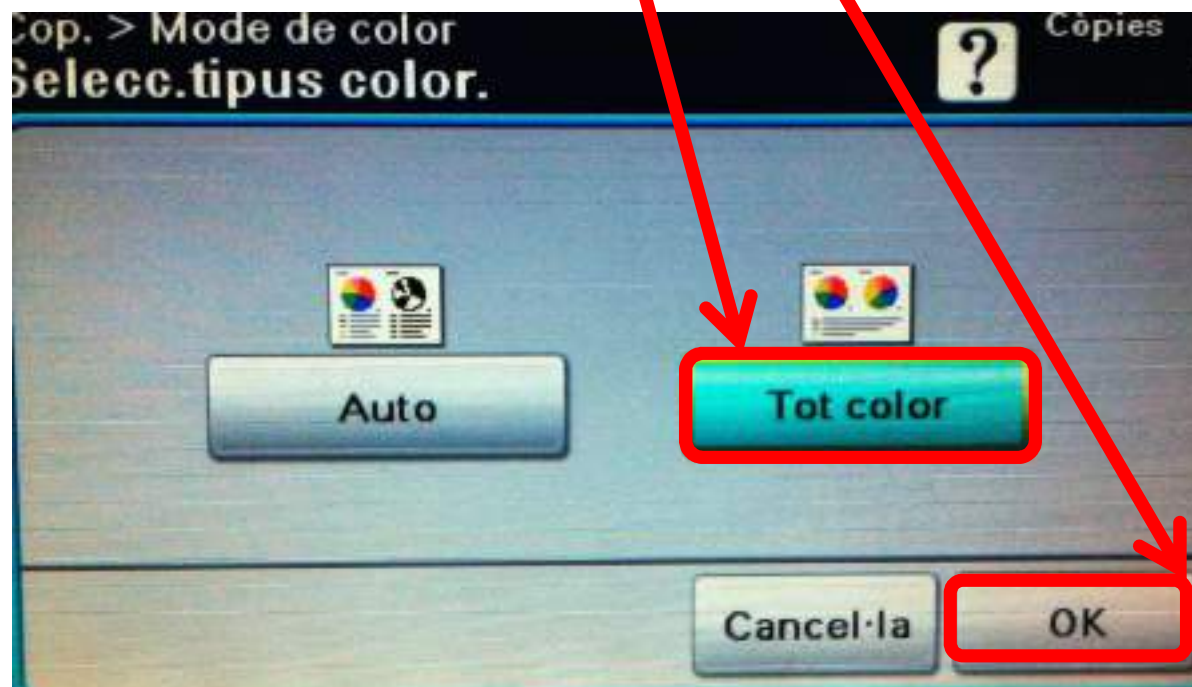 Cop. > Mode de color
Selecc.tipus color.
?
Còpies
Auto
Tot color
Cancel·la
OK